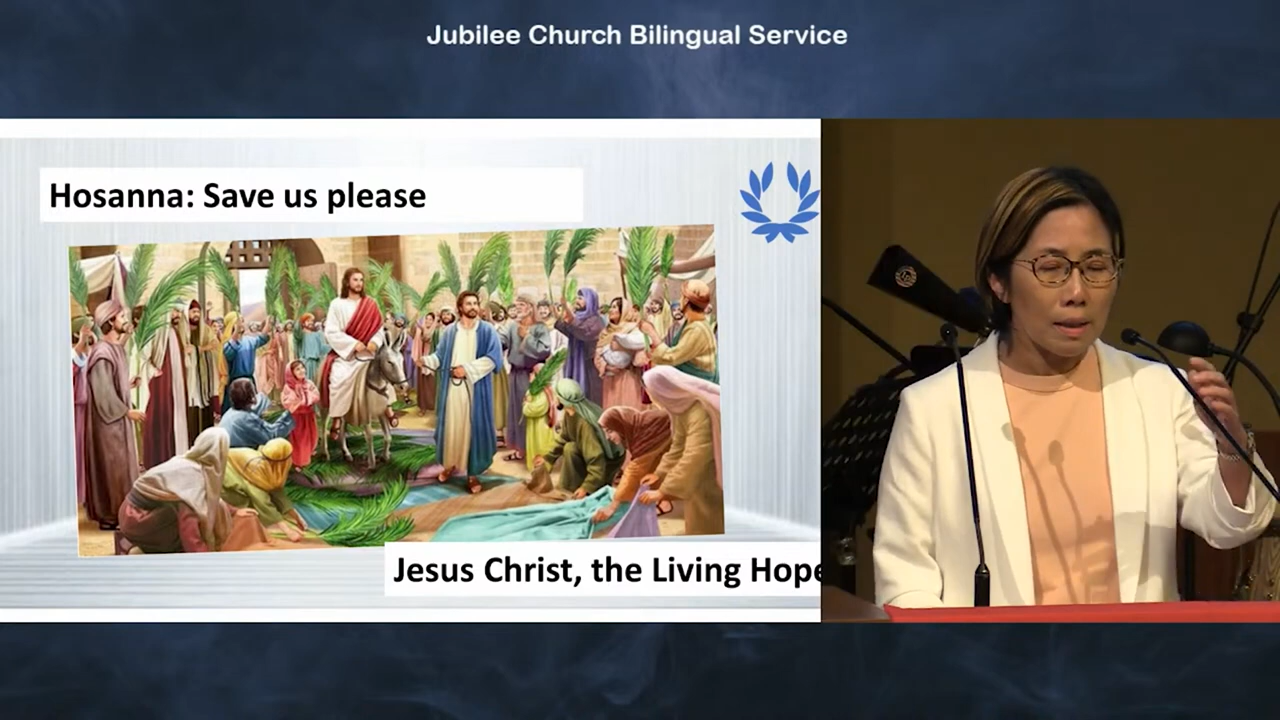 Jubilee Church Bilingual Service
Hosanna: Save us please
Jesus Christ, the Living Hope